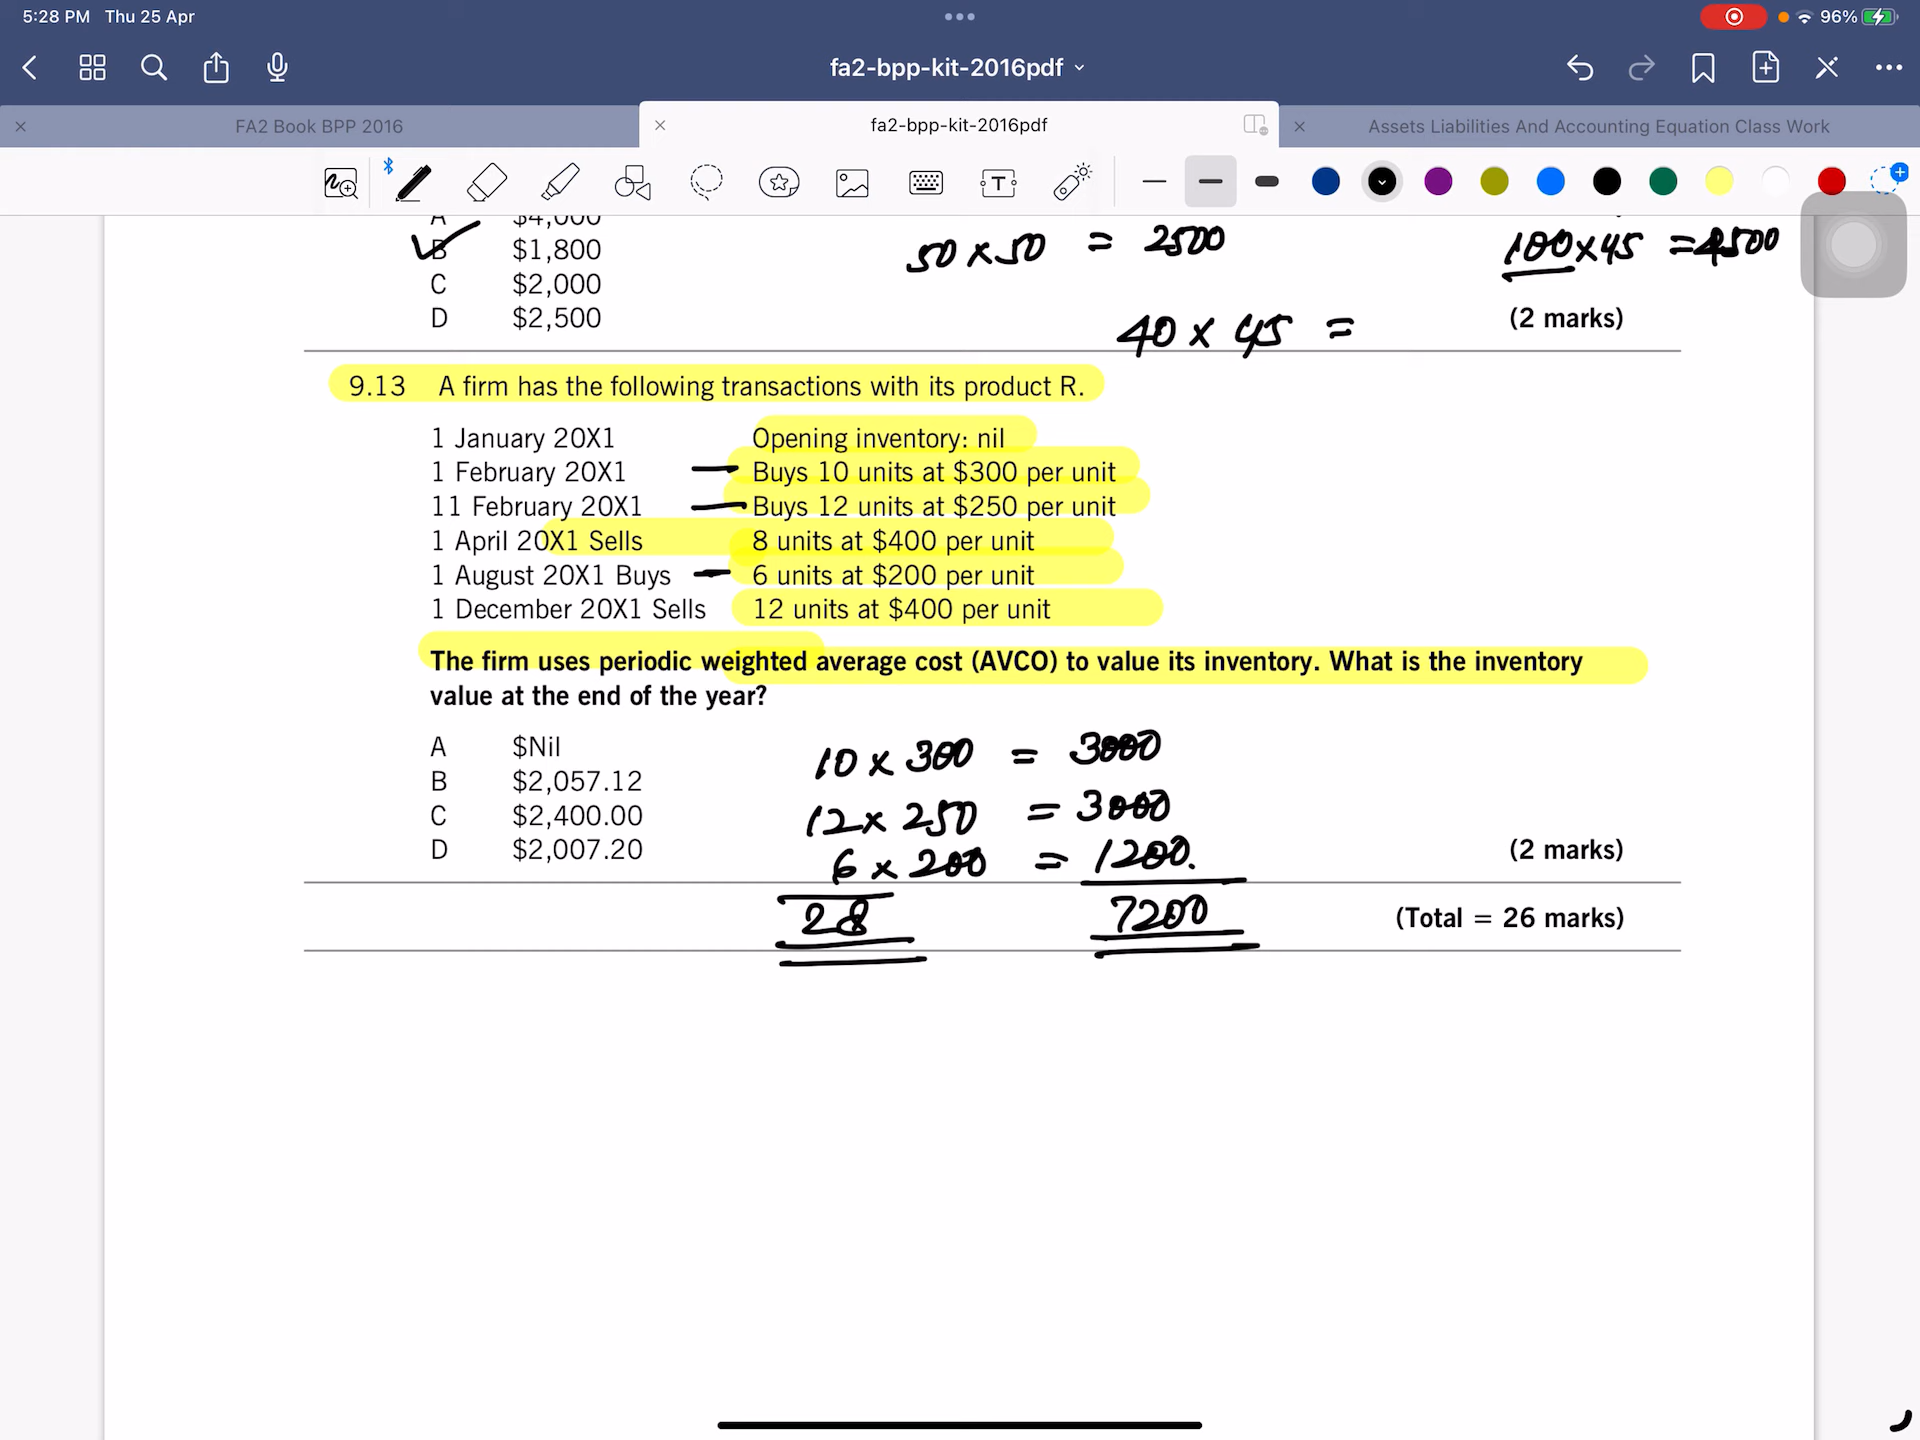 5:28 PM Thu 25 Apr
96%
fa2-bpp-kit-2016pdf
FA2 Book BPP 2016
fa2-bpp-kit-2016pdf
Assets Liabilities And Accounting Equation Class Work
A $4,000
B $1,800
50 x 50 = 2500
100 x 45 = 4500
C $2,000
D $2,500
40 x 45 =
(2 marks)
9.13 A firm has the following transactions with its product R.
1 January 20X1 Opening inventory: nil
1 February 20X1 Buys 10 units at $300 per unit
11 February 20X1 Buys 12 units at $250 per unit
1 April 20X1 Sells 8 units at $400 per unit
1 August 20X1 Buys 6 units at $200 per unit
1 December 20X1 Sells 12 units at $400 per unit
The firm uses periodic weighted average cost (AVCO) to value its inventory. What is the inventory
value at the end of the year?
A $Nil
10 x 300 = 3000
B $2,057.12
C $2,400.00
12 x 250 = 3000
D $2,007.20
6 x 200 = 1200.
(2 marks)
28 7200
(Total = 26 marks)